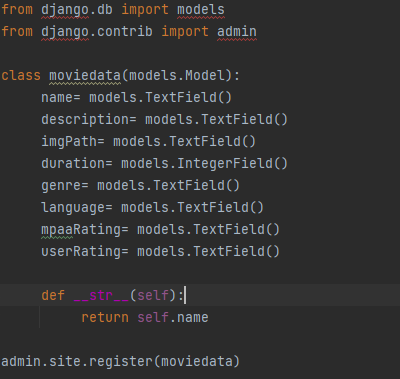 from django.db import models
from django.contrib import admin
class moviedata(models.Model):
name= models.TextField()
description= models.TextField()
imgPath= models.TextField()
duration= models.IntegerField()
genre= models.TextField()
language= models.TextField()
mpaaRating= models.TextField()
userRating= models.TextField()
def __str__(self):
return self.name
admin.site.register(moviedata)